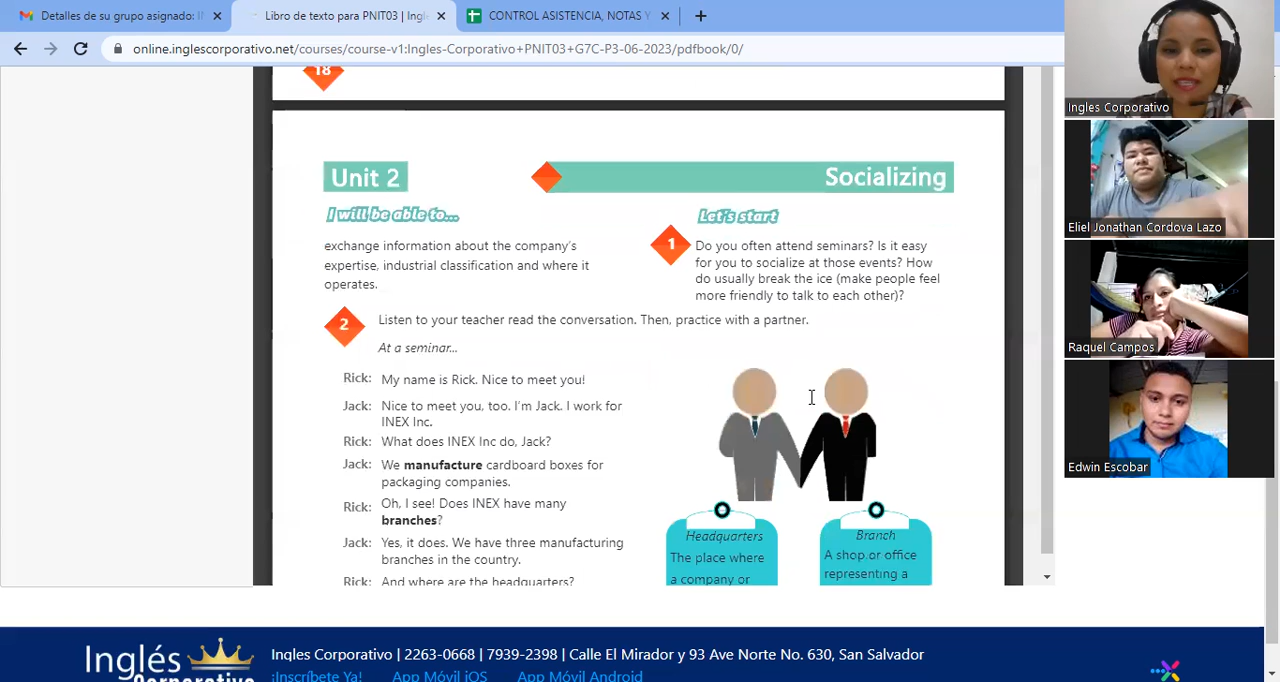 Detalles de su grupo asignado: IN
Libro de texto para PNIT03 | Ingl
CONTROL ASISTENCIA, NOTAS Y
online.inglescorporativo.net/courses/course-v1:Ingles-Corporativo+PNIT03+G7C-P3-06-2023/pdfbook/0/
18
Unit 2
Socializing
I will be able to...
exchange information about the company's
expertise, industrial classification and where it
operates.
Let's start
1
Do you often attend seminars? Is it easy
for you to socialize at those events? How
do usually break the ice (make people feel
more friendly to talk to each other)?
2
Listen to your teacher read the conversation. Then, practice with a partner.
At a seminar...
Rick: My name is Rick. Nice to meet you!
Jack: Nice to meet you, too. I'm Jack. I work for
INEX Inc.
Rick: What does INEX Inc do, Jack?
Jack: We manufacture cardboard boxes for
packaging companies.
Rick: Oh, I see! Does INEX have many
branches?
Jack: Yes, it does. We have three manufacturing
branches in the country.
Rick: And where are the headquarters?
Headquarters
The place where
a company or
Branch
A shop or office
representing a
Ingles Corporativo
Eliel Jonathan Cordova Lazo
Raquel Campos
Edwin Escobar
Inglés
Corporativo
Ingles Corporativo | 2263-0668 | 7939-2398 | Calle El Mirador y 93 Ave Norte No. 630, San Salvador
¡Inscríbete Ya! App Móvil iOS App Móvil Android